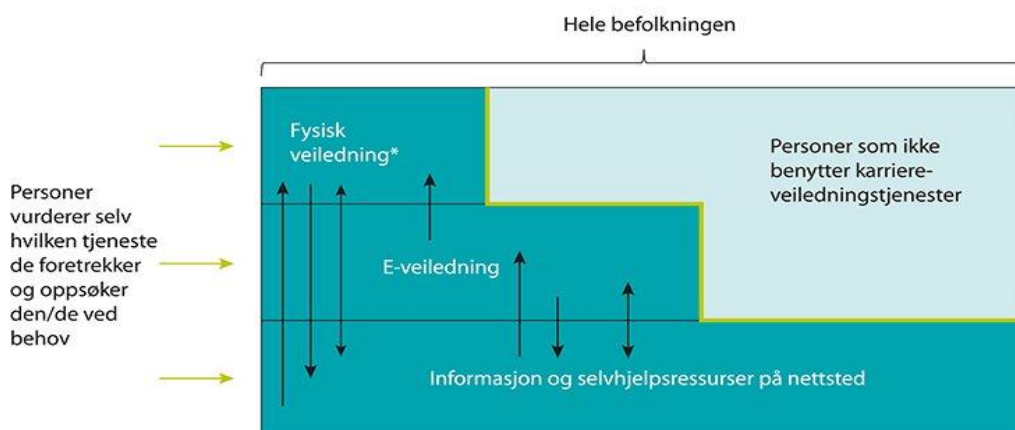 Hele befolkningen
Fysisk
veiledning*
Personer som ikke
benytter karriere-
veiledningstjenester
Personer
vurderer selv
hvilken tjeneste
de foretrekker
og oppsøker
den/de ved
behov
E-veiledning
Informasjon og selvhjelpsressurser på nettsted